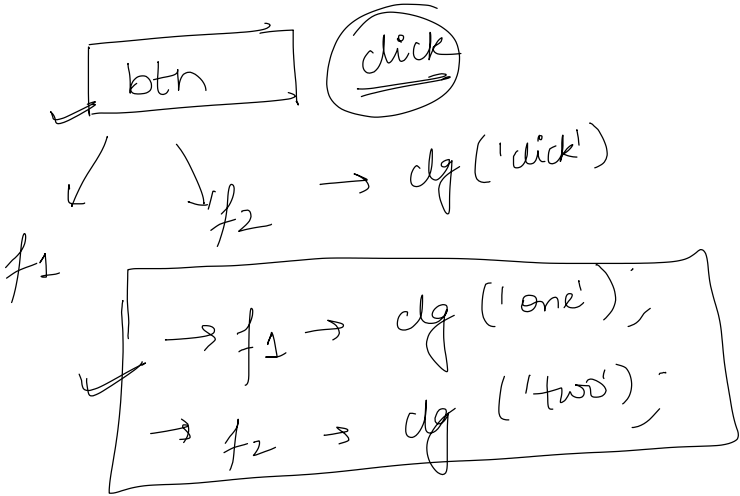 btn click
f2 → clg ('click')
f1
→ f1 → clg ('one');
→ f2 → clg ('two');